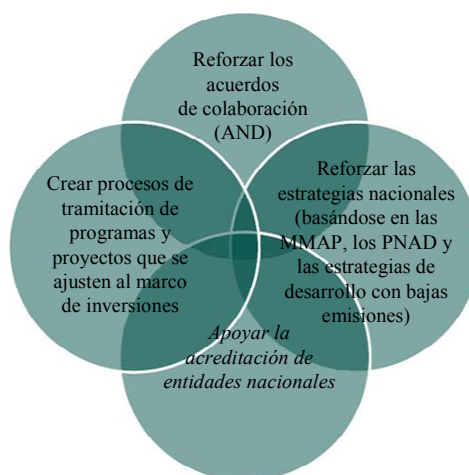 Reforzar los
acuerdos
de colaboración
(AND)
Crear procesos de
tramitación de
programas y
proyectos que se
ajusten al marco
de inversiones
Reforzar las
estrategias nacionales
(basándose en las
MMAP, los PNAD y
las estrategias de
desarrollo con bajas
emisiones)
Apoyar la
acreditación de
entidades nacionales